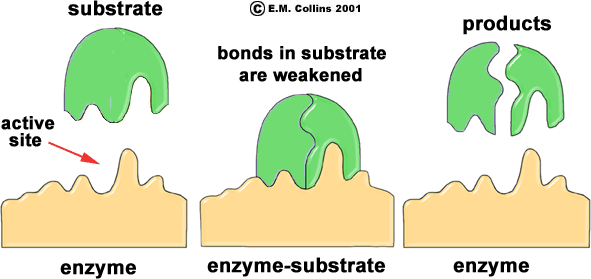 substrate
© E.M. Collins 2001
products
bonds in substrate
are weakened
active
site
enzyme
enzyme-substrate
enzyme